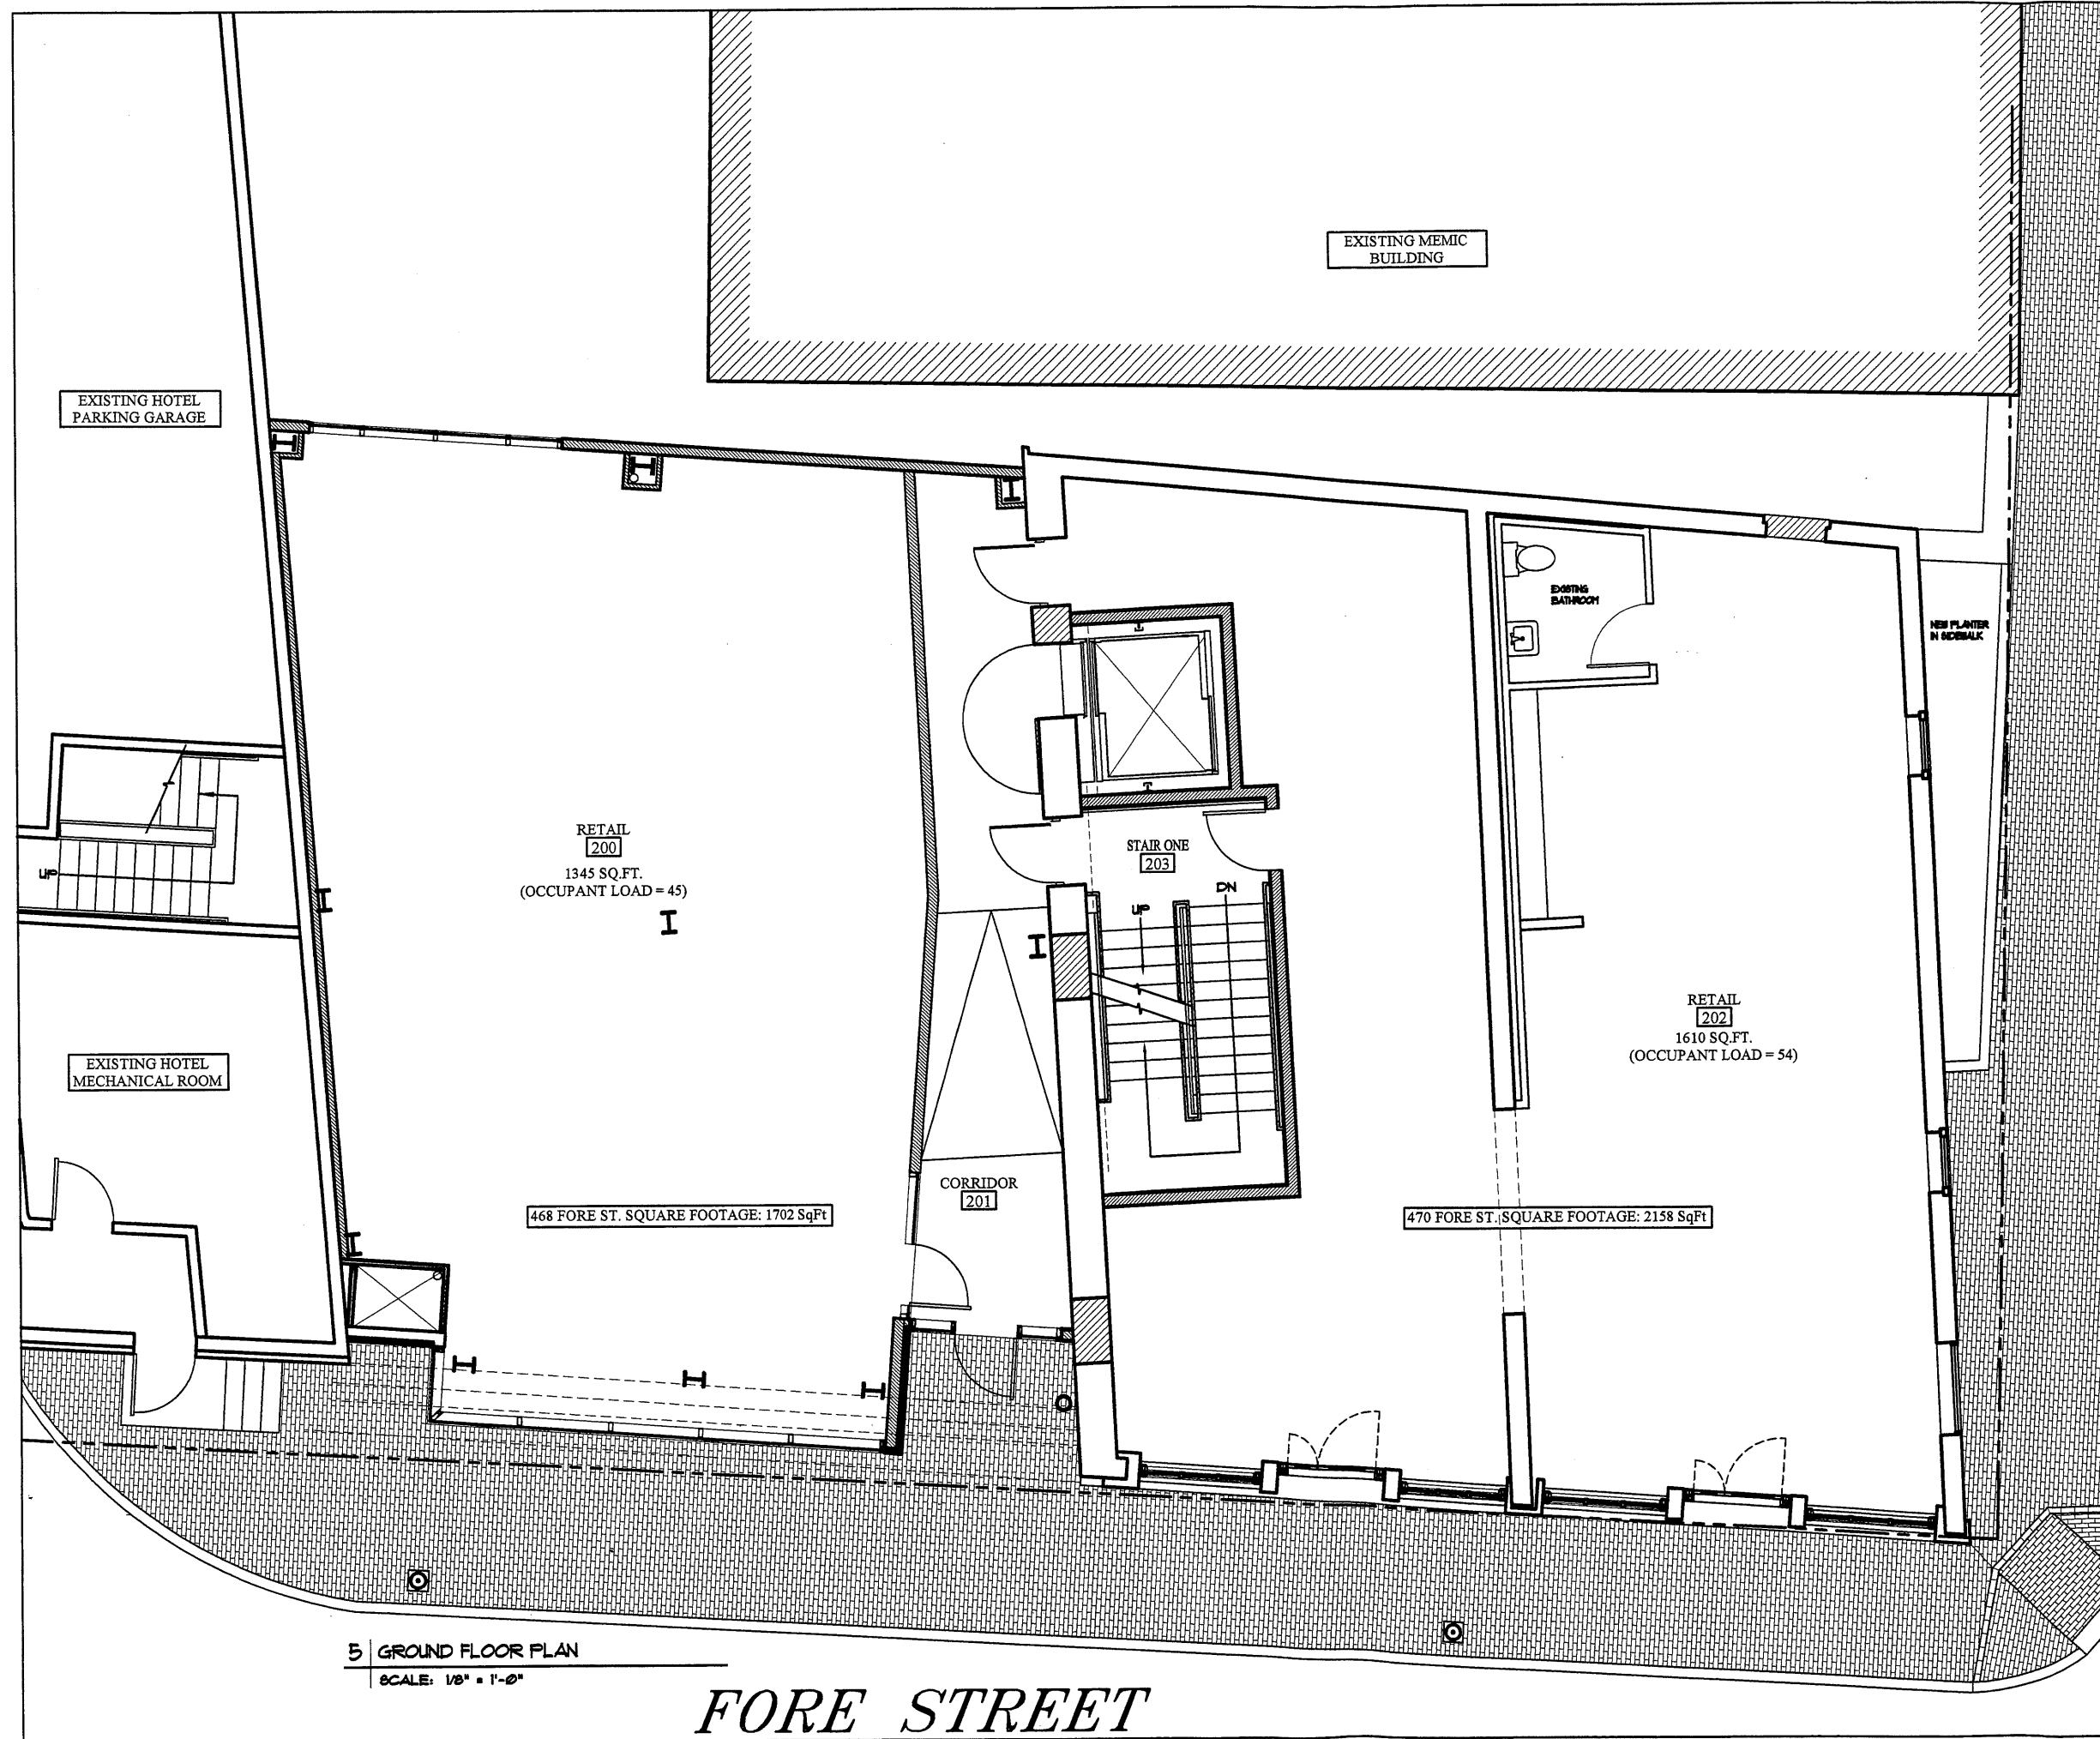 EXISTING MEMIC
BUILDING
EXISTING HOTEL
PARKING GARAGE
EXISTING
BATHROOM
NEW PLANTER
IN SIDEWALK
RETAIL
200
1345 SQ.FT.
(OCCUPANT LOAD = 45)
STAIR ONE
203
UP
UP
DN
RETAIL
202
1610 SQ.FT.
(OCCUPANT LOAD = 54)
EXISTING HOTEL
MECHANICAL ROOM
CORRIDOR
201
468 FORE ST. SQUARE FOOTAGE: 1702 SqFt
470 FORE ST. SQUARE FOOTAGE: 2158 SqFt
5 GROUND FLOOR PLAN
SCALE: 1/8" = 1'-0"
FORE STREET